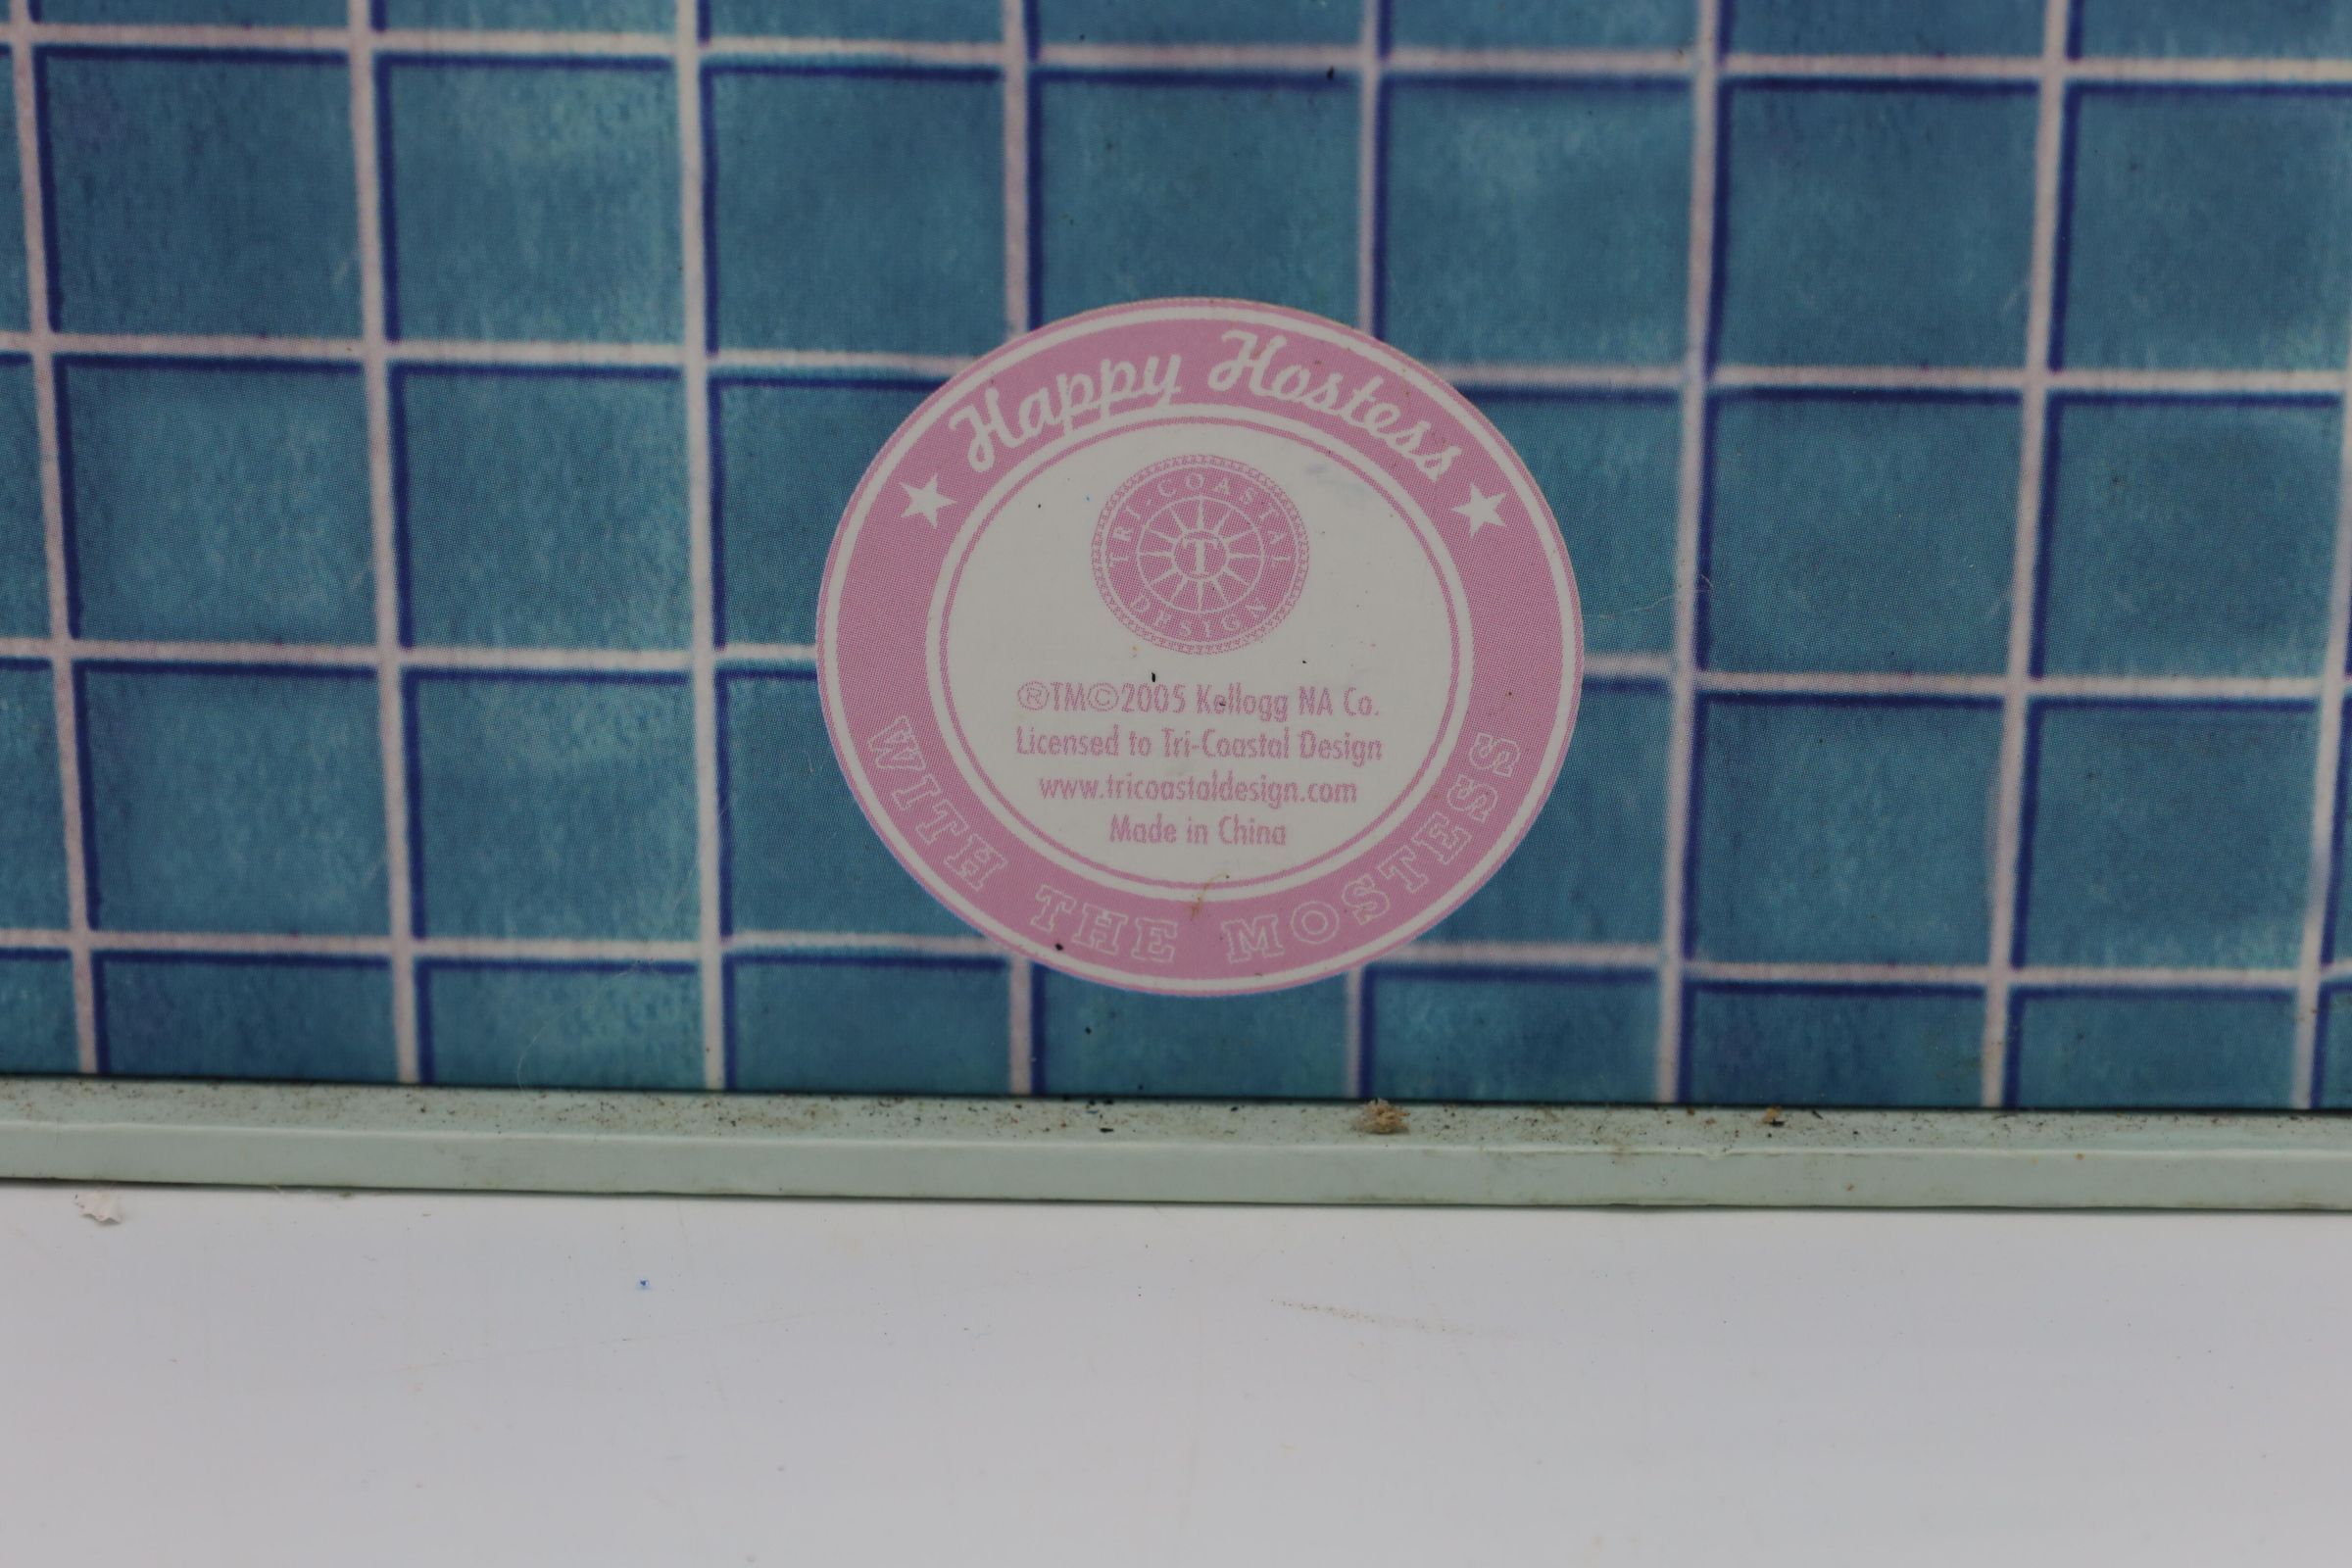 Happy Hostess
TRI-COASTAL
T
DESIGN
®TM©2005 Kellogg NA Co.
Licensed to Tri-Coastal Design
www.tricoastaldesign.com
Made in China
WITH THE MOSTESS